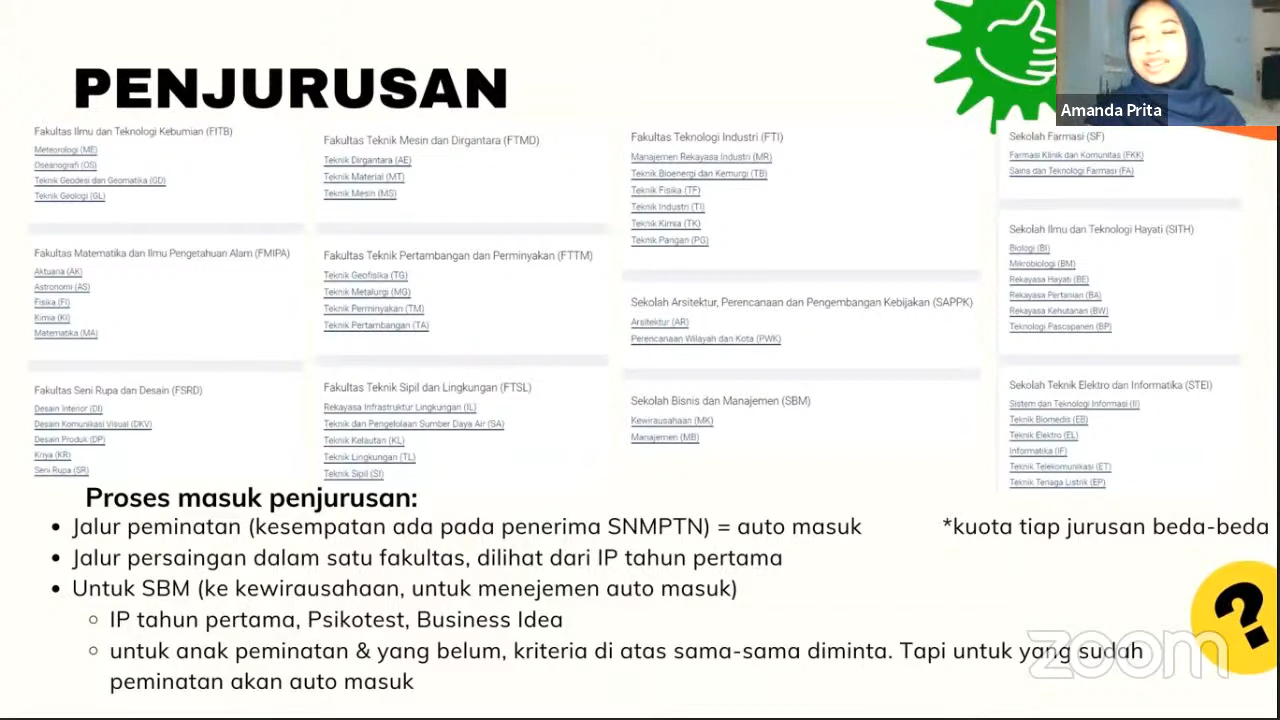 PENJURUSAN
Amanda Prita
Fakultas Ilmu dan Teknologi Kebumian (FITB)
Meteorologi (ME)
Oseanografi (OS)
Teknik Geodesi dan Geomatika (GD)
Teknik Geologi (GL)
Fakultas Matematika dan Ilmu Pengetahuan Alam (FMIPA)
Aktuaria (AK)
Astronomi (AS)
Fisika (FI)
Kimia (KI)
Matematika (MA)
Fakultas Seni Rupa dan Desain (FSRD)
Desain Interior (DI)
Desain Komunikasi Visual (DKV)
Desain Produk (DP)
Kriya (KR)
Seni Rupa (SR)
Fakultas Teknik Mesin dan Dirgantara (FTMD)
Teknik Dirgantara (AE)
Teknik Material (MT)
Teknik Mesin (MS)
Fakultas Teknik Pertambangan dan Perminyakan (FTTM)
Teknik Geofisika (TG)
Teknik Metalurgi (MG)
Teknik Perminyakan (TM)
Teknik Pertambangan (TA)
Fakultas Teknik Sipil dan Lingkungan (FTSL)
Rekayasa Infrastruktur Lingkungan (IL)
Teknik dan Pengelolaan Sumber Daya Air (SA)
Teknik Kelautan (KL)
Teknik Lingkungan (TL)
Teknik Sipil (SI)
Fakultas Teknologi Industri (FTI)
Manajemen Rekayasa Industri (MR)
Teknik Bioenergi dan Kemurgi (TB)
Teknik Fisika (TF)
Teknik Industri (TI)
Teknik Kimia (TK)
Teknik Pangan (PG)
Sekolah Arsitektur, Perencanaan dan Pengembangan Kebijakan (SAPPK)
Arsitektur (AR)
Perencanaan Wilayah dan Kota (PWK)
Sekolah Bisnis dan Manajemen (SBM)
Kewirausahaan (MK)
Manajemen (MB)
Sekolah Farmasi (SF)
Farmasi Klinik dan Komunitas (FKK)
Sains dan Teknologi Farmasi (FA)
Sekolah Ilmu dan Teknologi Hayati (SITH)
Biologi (BI)
Mikrobiologi (BM)
Rekayasa Hayati (BE)
Rekayasa Pertanian (BA)
Rekayasa Kehutanan (BW)
Teknologi Pascapanen (BP)
Sekolah Teknik Elektro dan Informatika (STEI)
Sistem dan Teknologi Informasi (II)
Teknik Biomedis (EB)
Teknik Elektro (EL)
Informatika (IF)
Teknik Telekomunikasi (ET)
Teknik Tenaga Listrik (EP)
Proses masuk penjurusan:
• Jalur peminatan (kesempatan ada pada penerima SNMPTN) = auto masuk
*kuota tiap jurusan beda-beda
• Jalur persaingan dalam satu fakultas, dilihat dari IP tahun pertama
• Untuk SBM (ke kewirausahaan, untuk menejemen auto masuk)
◦ IP tahun pertama, Psikotest, Business Idea
◦ untuk anak peminatan & yang belum, kriteria di atas sama-sama diminta. Tapi untuk yang sudah
peminatan akan auto masuk
?
zoom